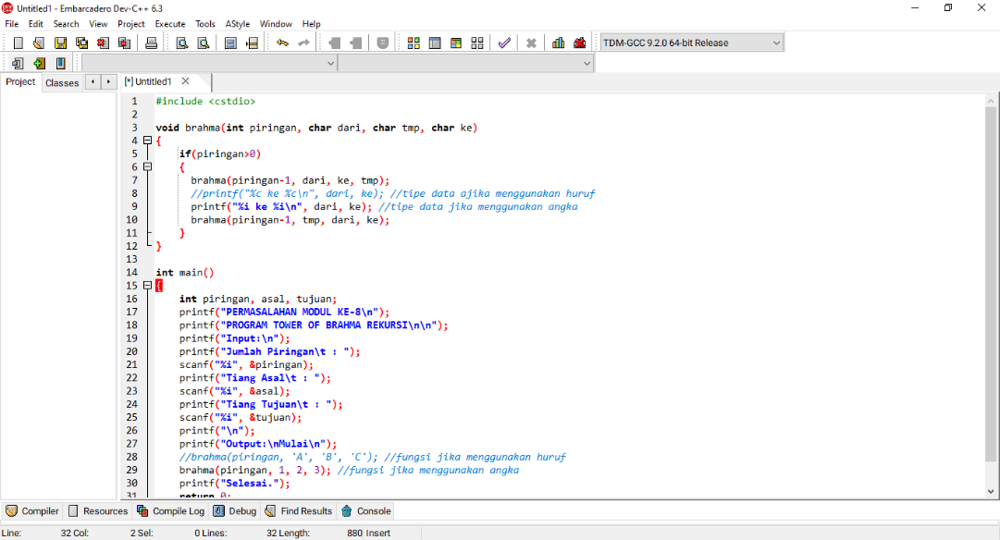 Untitled1 - Embarcadero Dev-C++ 6.3
File Edit Search View Project Execute Tools AStyle Window Help
TDM-GCC 9.2.0 64-bit Release
Project Classes [*] Untitled1
1 #include <cstdio>
2
3 void brahma(int piringan, char dari, char tmp, char ke)
4 {
5 if(piringan>0)
6 {
7 brahma(piringan-1, dari, ke, tmp);
8 //printf("%c ke %c\n", dari, ke); //tipe data ajika menggunakan huruf
9 printf("%i ke %i\n", dari, ke); //tipe data jika menggunakan angka
10 brahma(piringan-1, tmp, dari, ke);
11 }
12 }
13
14 int main()
15 {
16 int piringan, asal, tujuan;
17 printf("PERMASALAHAN MODUL KE-8\n");
18 printf("PROGRAM TOWER OF BRAHMA REKURSI\n\n");
19 printf("Input:\n");
20 printf("Jumlah Piringan\t : ");
21 scanf("%i", &piringan);
22 printf("Tiang Asal\t : ");
23 scanf("%i", &asal);
24 printf("Tiang Tujuan\t : ");
25 scanf("%i", &tujuan);
26 printf("\n");
27 printf("Output:\nMulai\n");
28 //brahma(piringan, 'A', 'B', 'C'); //fungsi jika menggunakan huruf
29 brahma(piringan, 1, 2, 3); //fungsi jika menggunakan angka
30 printf("Selesai.");
31 return 0;
Compiler Resources Compile Log Debug Find Results Console
Line: 32 Col: 2 Sel: 0 Lines: 32 Length: 880 Insert